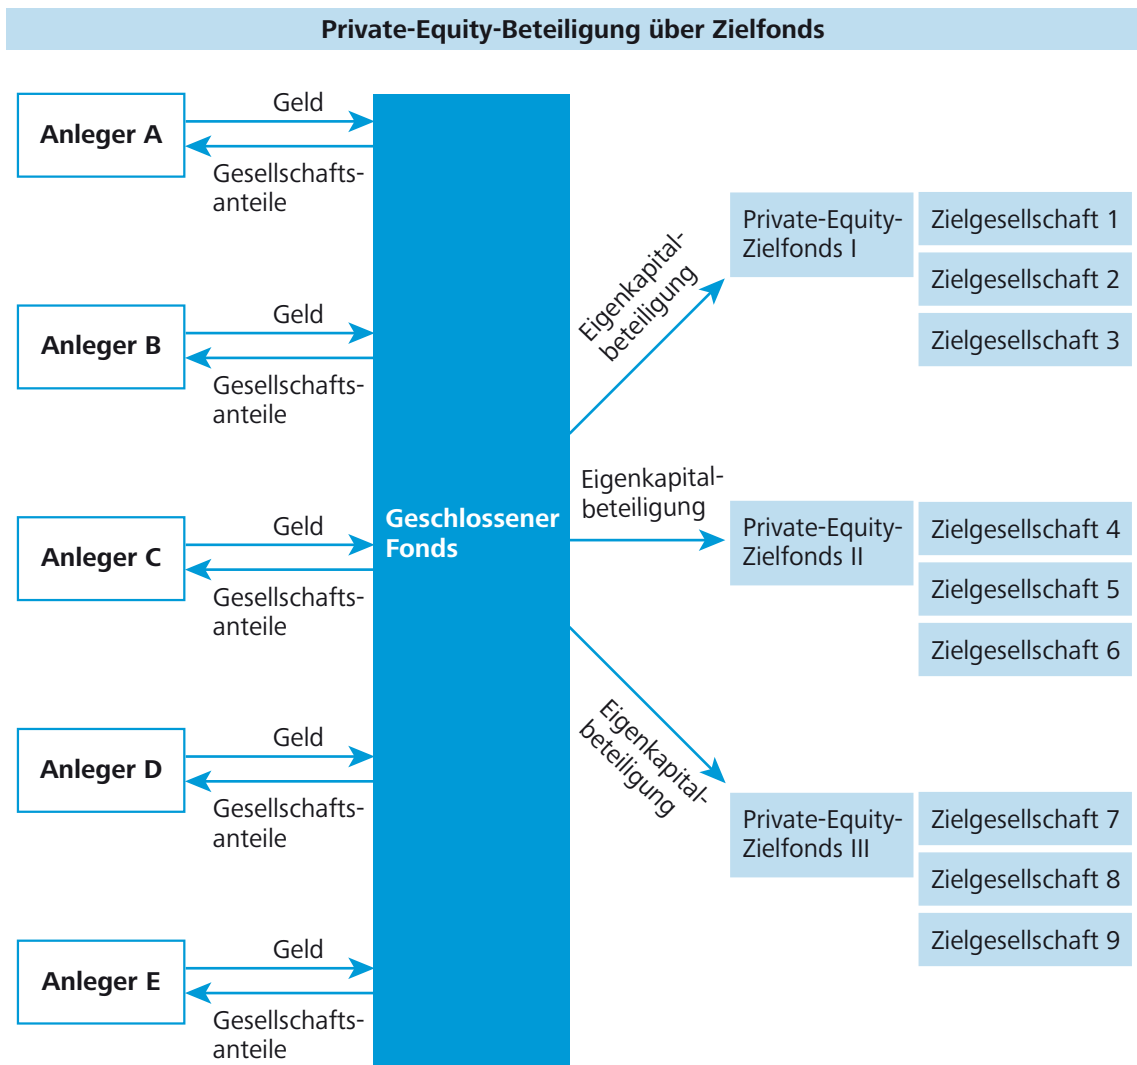 Private-Equity-Beteiligung über Zielfonds
Anleger A
Geld
Gesellschafts-
anteile
Anleger B
Geld
Gesellschafts-
anteile
Anleger C
Geld
Gesellschafts-
anteile
Anleger D
Geld
Gesellschafts-
anteile
Anleger E
Geld
Gesellschafts-
anteile
Geschlossener
Fonds
Eigenkapital-
beteiligung
Private-Equity-
Zielfonds I
Zielgesellschaft 1
Zielgesellschaft 2
Zielgesellschaft 3
Eigenkapital-
beteiligung
Private-Equity-
Zielfonds II
Zielgesellschaft 4
Zielgesellschaft 5
Zielgesellschaft 6
Eigenkapital-
beteiligung
Private-Equity-
Zielfonds III
Zielgesellschaft 7
Zielgesellschaft 8
Zielgesellschaft 9